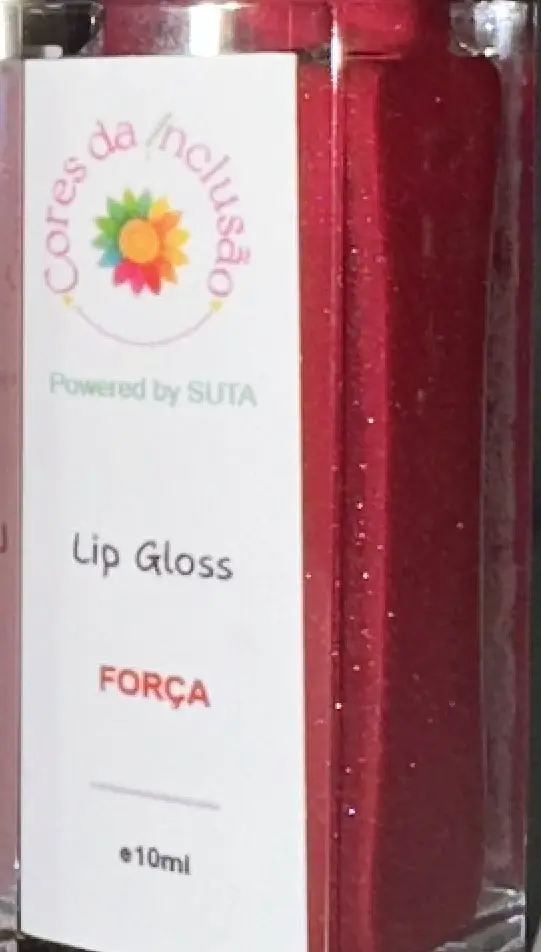 Cores da Inclusão
Powered by SUTA
Lip Gloss
FORÇA
e10ml